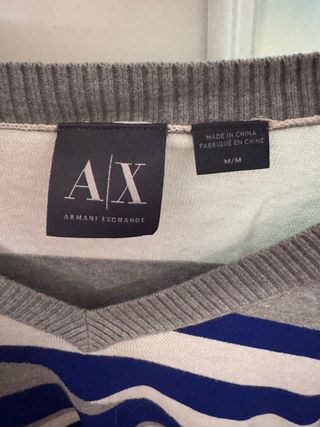 A|X
ARMANI EXCHANGE
MADE IN CHINA
FABRIQUÉ EN CHINE
M/M